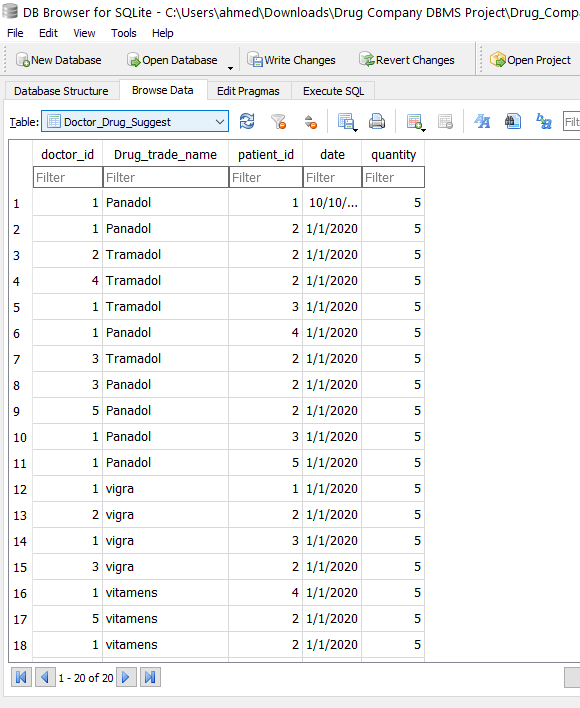 DB Browser for SQLite - C:\Users\ahmed\Downloads\Drug Company DBMS Project\Drug_Compa
File Edit View Tools Help
New Database Open Database Write Changes Revert Changes Open Project
Database Structure Browse Data Edit Pragmas Execute SQL
Table: Doctor_Drug_Suggest Filt
doctor_id Drug_trade_name patient_id date quantity
Filter Filter Filter Filter Filter
1 1 Panadol 1 10/10/... 5
2 1 Panadol 2 1/1/2020 5
3 2 Tramadol 2 1/1/2020 5
4 4 Tramadol 2 1/1/2020 5
5 1 Tramadol 3 1/1/2020 5
6 1 Panadol 4 1/1/2020 5
7 3 Tramadol 2 1/1/2020 5
8 3 Panadol 2 1/1/2020 5
9 5 Panadol 2 1/1/2020 5
10 1 Panadol 3 1/1/2020 5
11 1 Panadol 5 1/1/2020 5
12 1 vigra 1 1/1/2020 5
13 2 vigra 2 1/1/2020 5
14 1 vigra 3 1/1/2020 5
15 3 vigra 2 1/1/2020 5
16 1 vitamens 4 1/1/2020 5
17 5 vitamens 2 1/1/2020 5
18 1 vitamens 2 1/1/2020 5
1 - 20 of 20